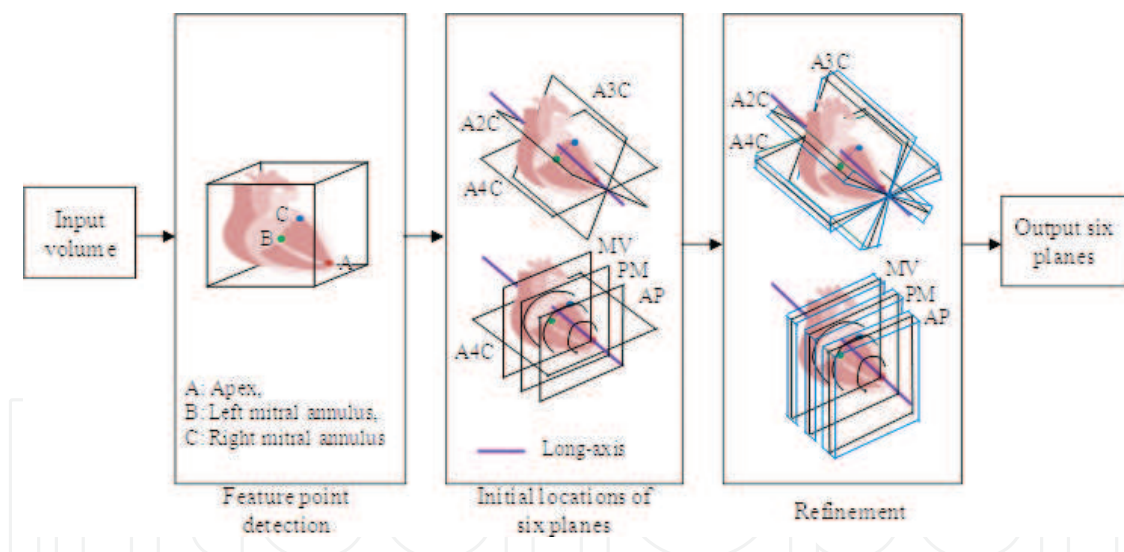 Input
volume
C
B
A
A: Apex,
B: Left mitral annulus,
C: Right mitral annulus
Feature point
detection
A3C
A2C
A4C
MV
PM
AP
A4C
Long-axis
Initial locations of
six planes
A3C
A2C
A4C
MV
PM
AP
Refinement
Output six
planes